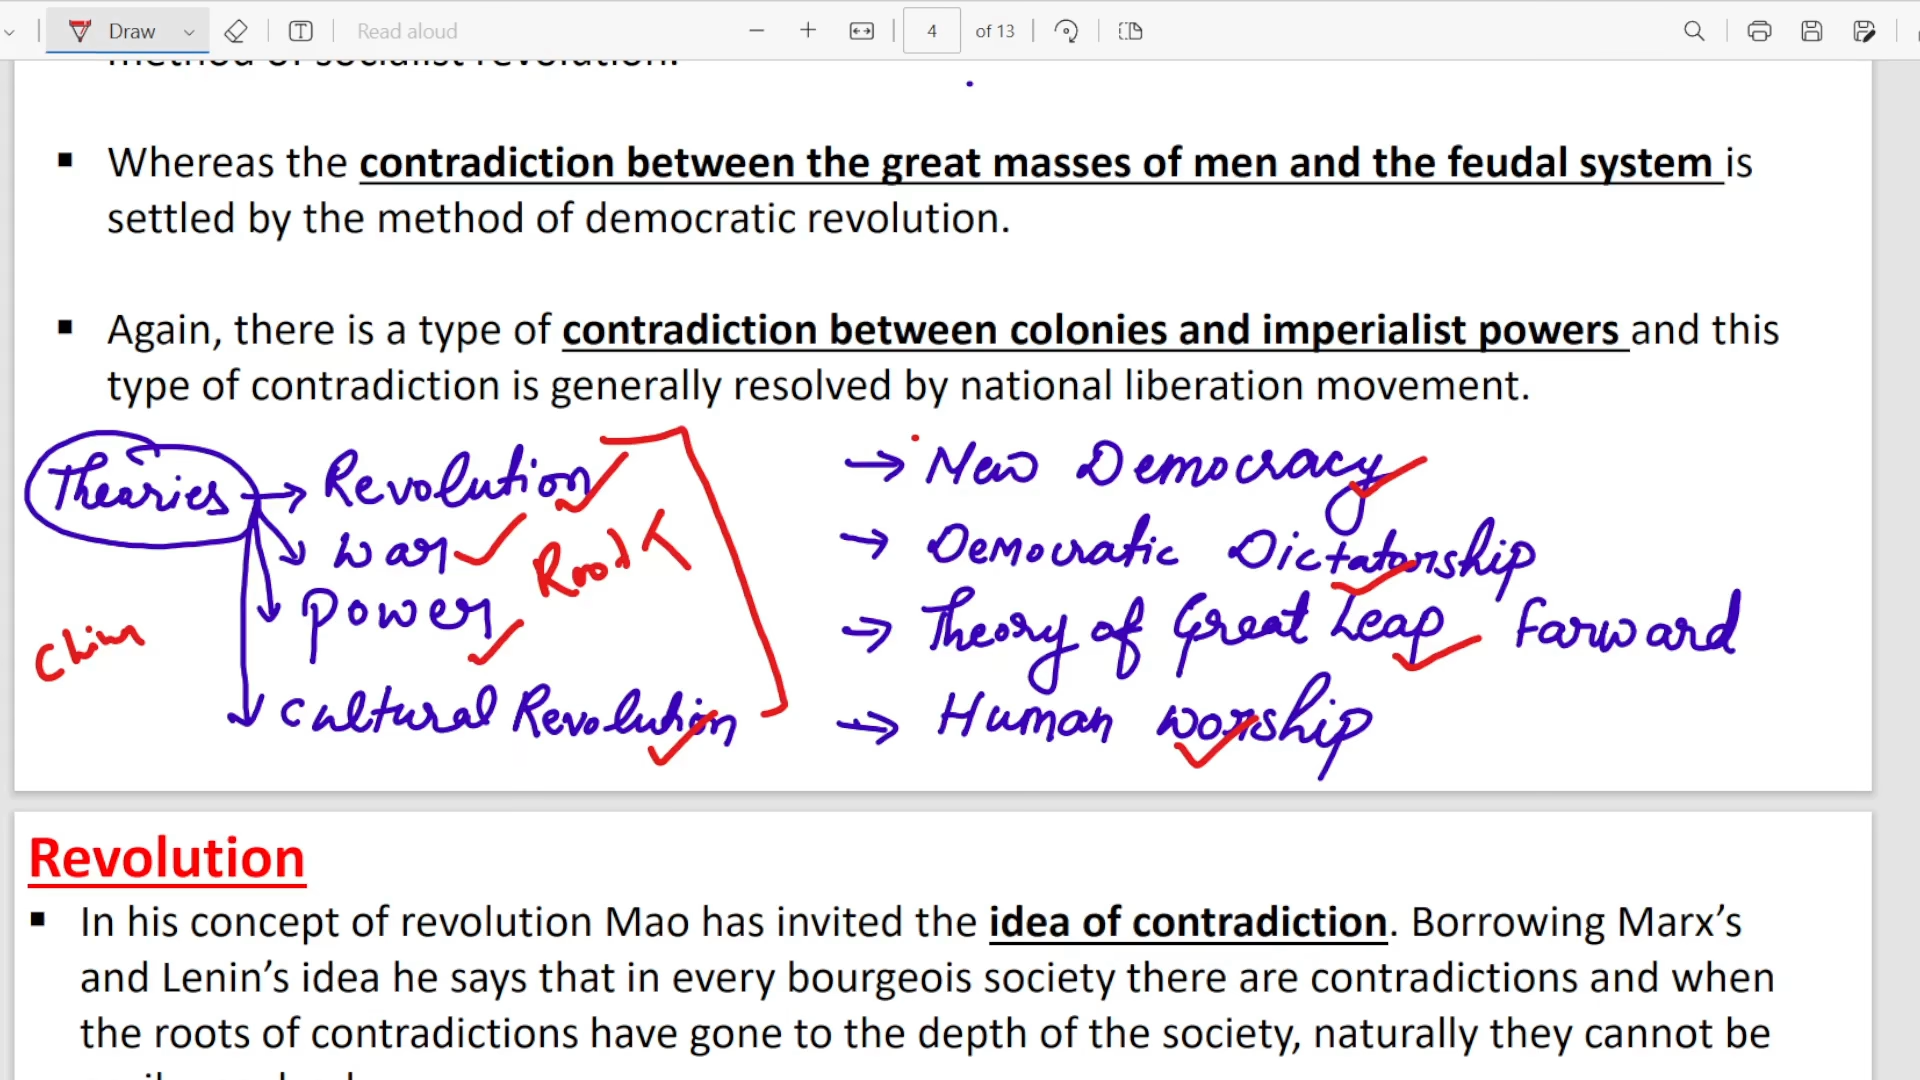 Draw
Read aloud
4 of 13
method of socialist revolution.
▪ Whereas the contradiction between the great masses of men and the feudal system is
settled by the method of democratic revolution.
▪ Again, there is a type of contradiction between colonies and imperialist powers and this
type of contradiction is generally resolved by national liberation movement.
Theories → Revolution
War
Power
Cultural Revolution
→ New Democracy
→ Democratic Dictatorship
→ Theory of Great Leap Forward
→ Human Worship
Revolution
▪ In his concept of revolution Mao has invited the idea of contradiction. Borrowing Marx’s
and Lenin’s idea he says that in every bourgeois society there are contradictions and when
the roots of contradictions have gone to the depth of the society, naturally they cannot be